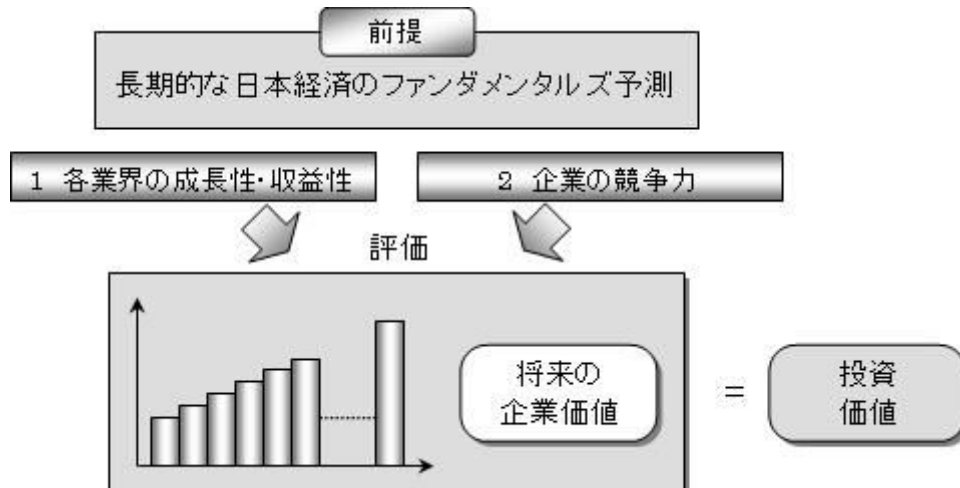 前提
長期的な日本経済のファンダメンタルズ予測
1 各業界の成長性・収益性
2 企業の競争力
評価
将来の
企業価値
=
投資
価値